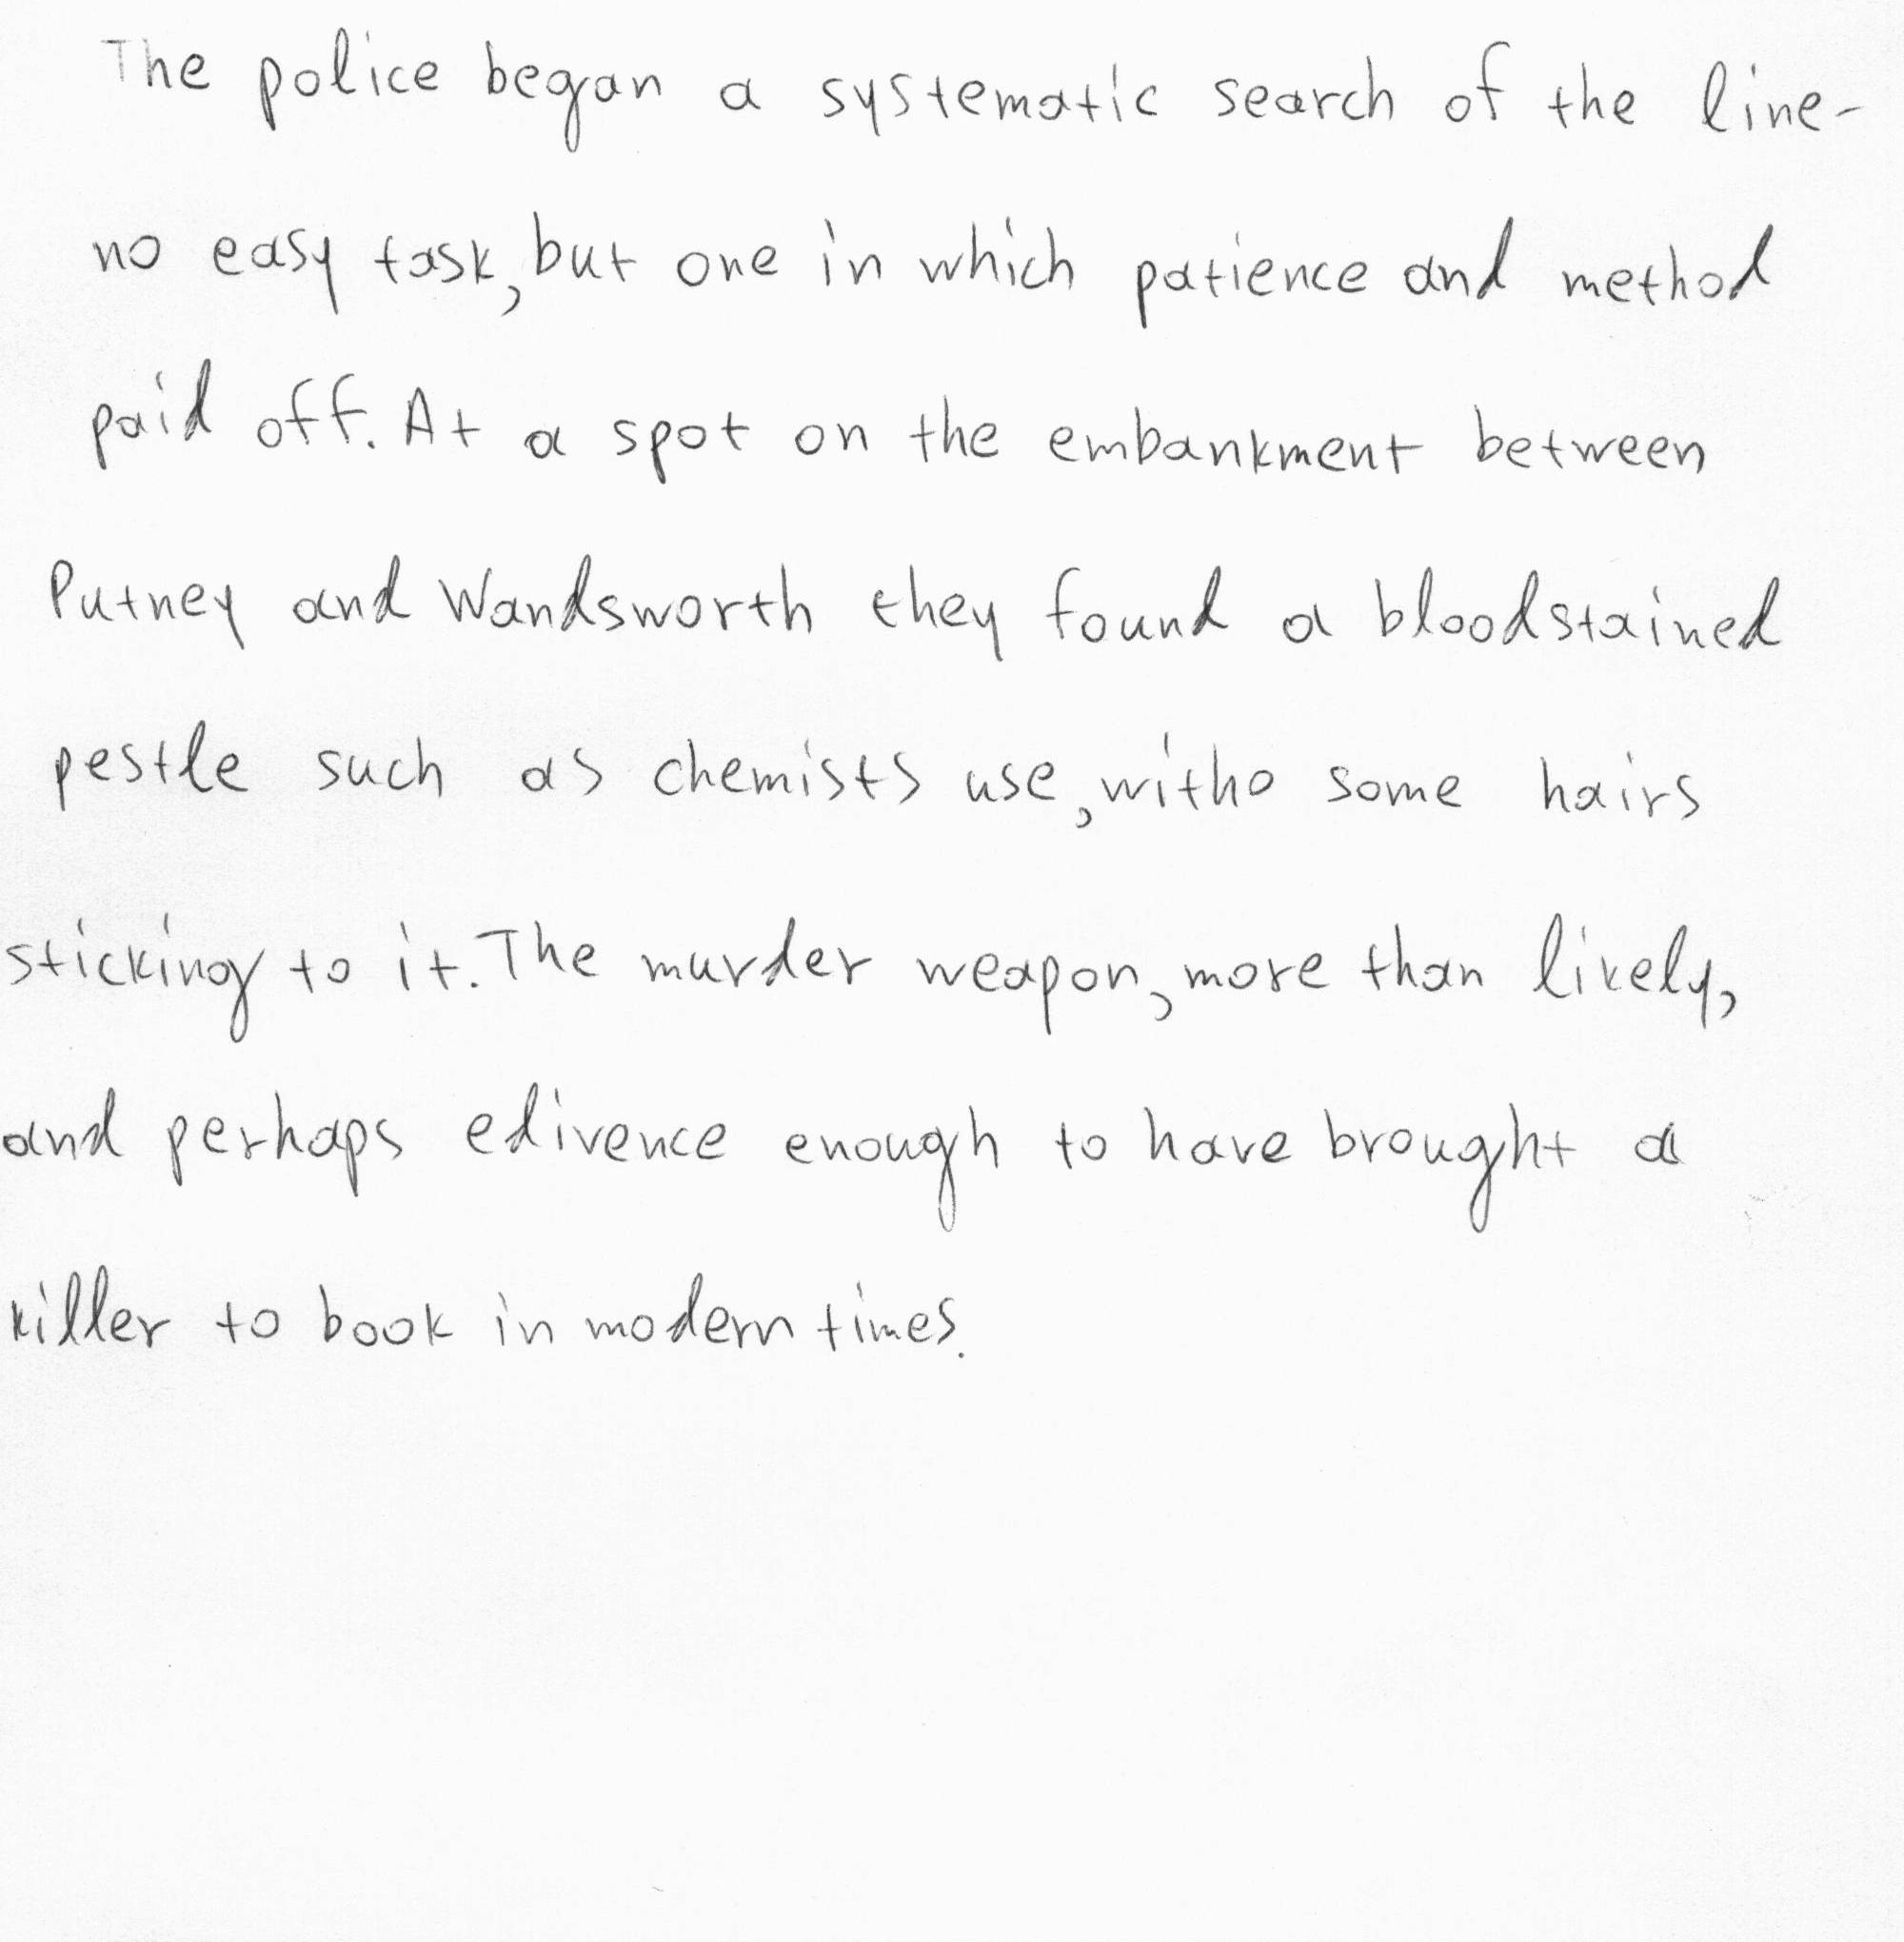 The police began a systematic search of the line-
no easy task, but one in which patience and method
paid off. At a spot on the embankment between
Putney and Wandsworth they found a bloodstained
pestle such as chemists use, witho some hairs
sticking to it. The murder weapon, more than likely,
and perhaps edivence enough to have brought a
killer to book in modern times.